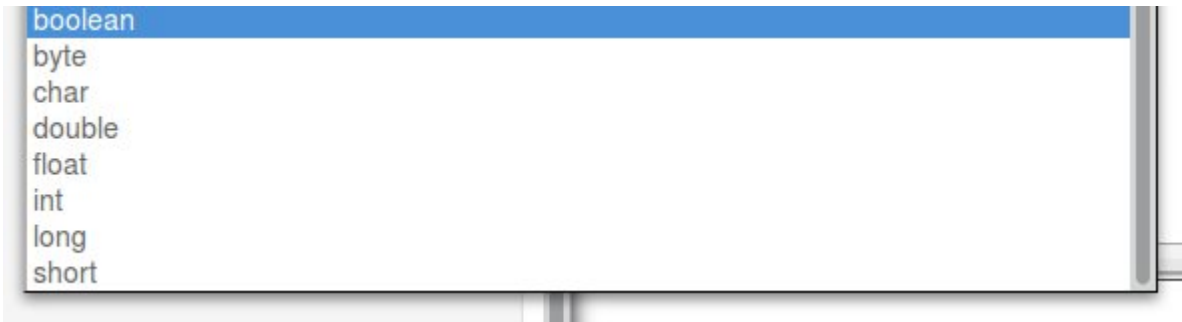 boolean
byte
char
double
float
int
long
short